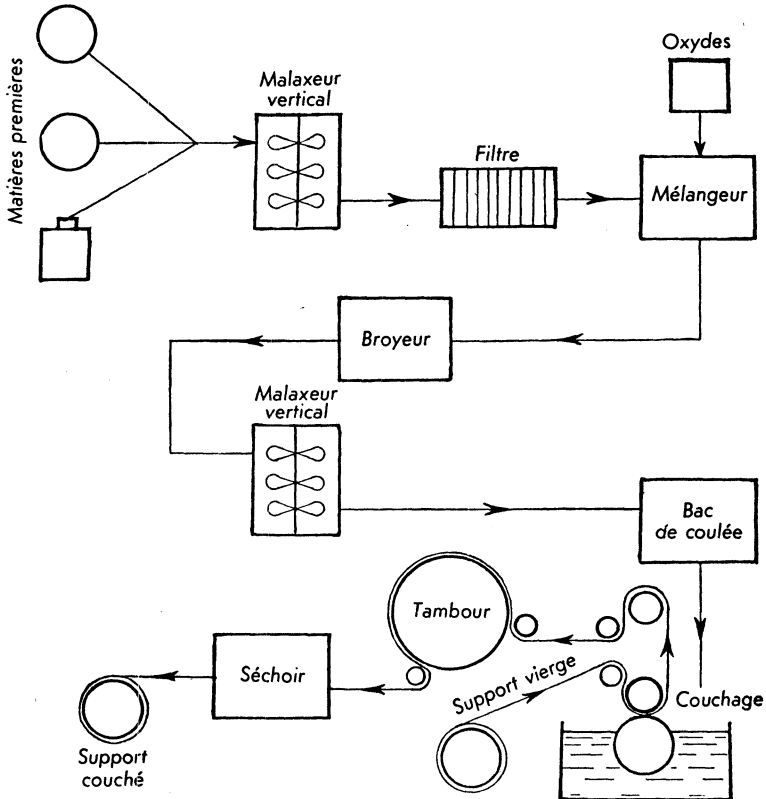 Matières premières
Malaxeur
vertical
Filtre
Oxydes
Mélangeur
Broyeur
Malaxeur
vertical
Bac
de coulée
Tambour
Séchoir
Support vierge
Couchage
Support
couché